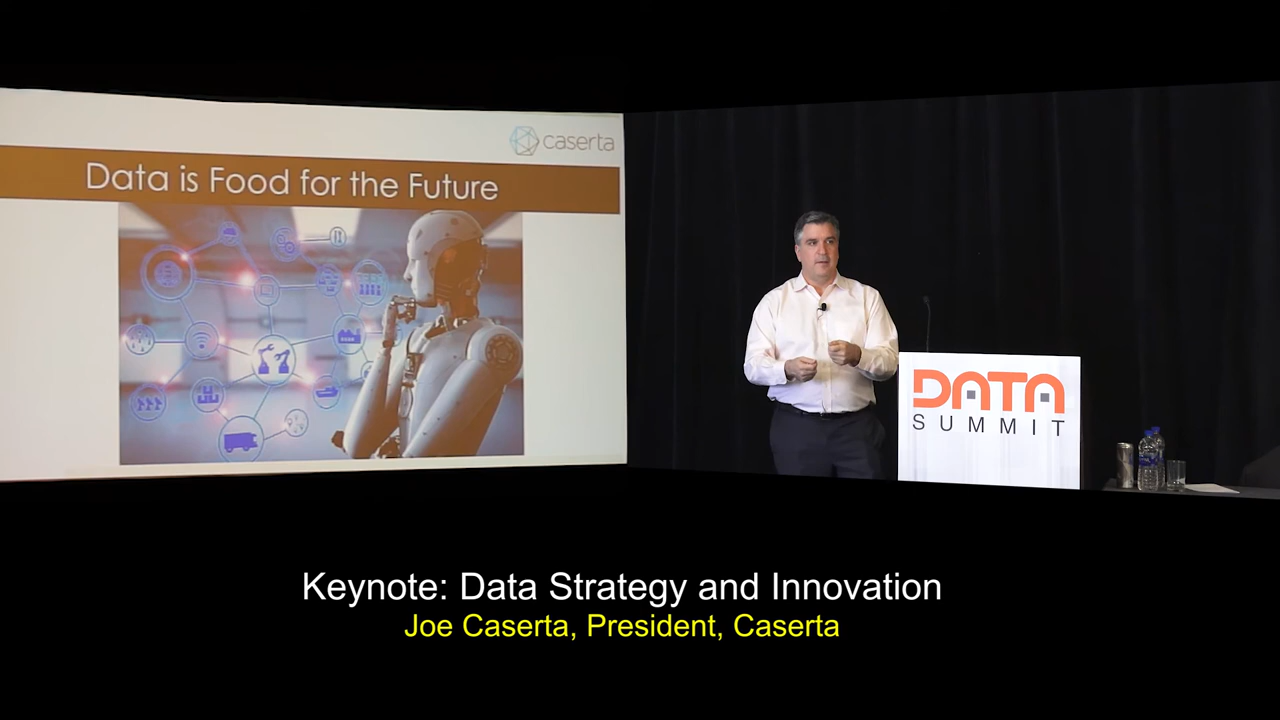 caserta
Data is Food for the Future
DATA
SUMMIT
Keynote: Data Strategy and Innovation
Joe Caserta, President, Caserta